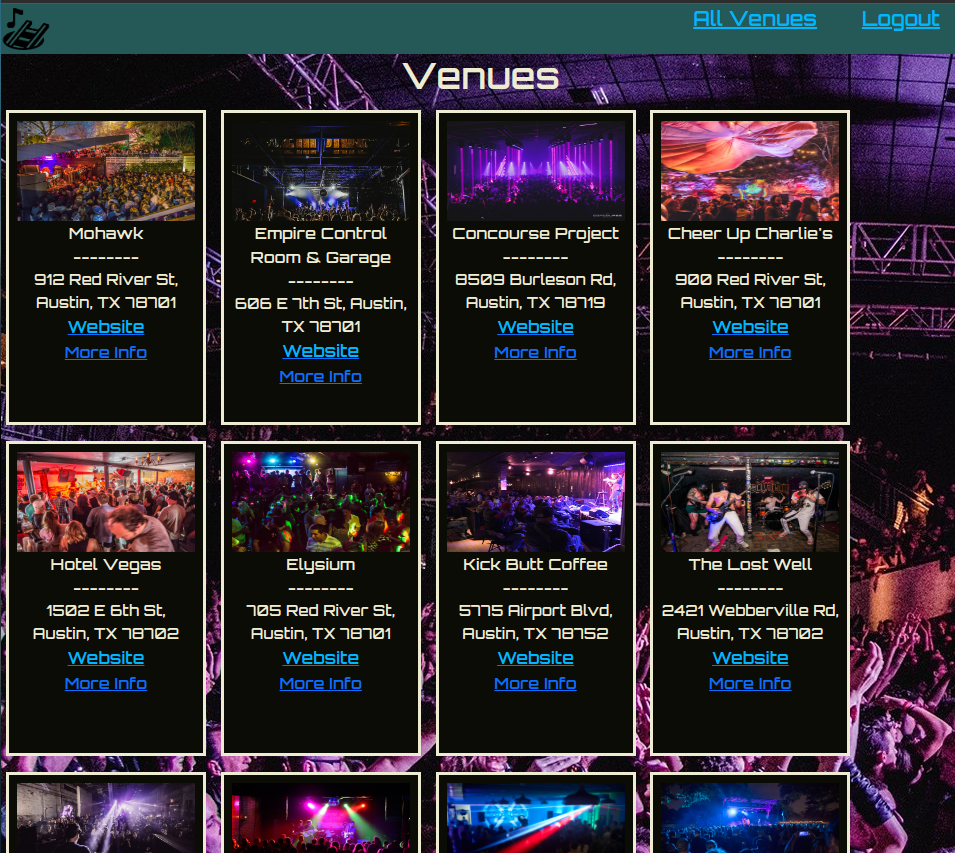 All Venues Logout
Venues
Mohawk
--------
912 Red River St,
Austin, TX 78701
Website
More Info
Empire Control
Room & Garage
--------
606 E 7th St, Austin,
TX 78701
Website
More Info
Concourse Project
--------
8509 Burleson Rd,
Austin, TX 78719
Website
More Info
Cheer Up Charlie's
--------
900 Red River St,
Austin, TX 78701
Website
More Info
Hotel Vegas
--------
1502 E 6th St,
Austin, TX 78702
Website
More Info
Elysium
--------
705 Red River St,
Austin, TX 78701
Website
More Info
Kick Butt Coffee
--------
5775 Airport Blvd,
Austin, TX 78752
Website
More Info
The Lost Well
--------
2421 Webberville Rd,
Austin, TX 78702
Website
More Info